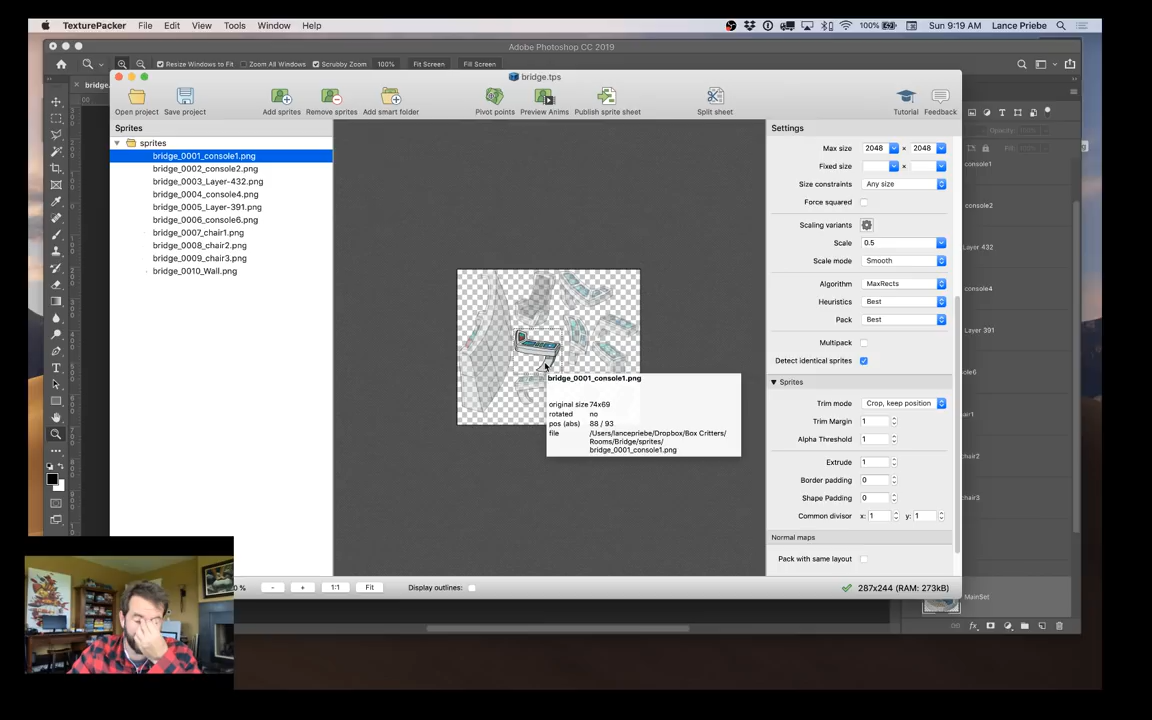 TexturePacker File Edit View Tools Window Help
100% Sun 9:19 AM Lance Priebe
Adobe Photoshop CC 2019
Resize Windows to Fit Zoom All Windows Scrubby Zoom 100% Fit Screen Fill Screen
bridge.tps
bridge.
Open project Save project Add sprites Remove sprites Add smart folder Pivot points Preview Anims Publish sprite sheet Split sheet Tutorial Feedback
Sprites
sprites
bridge_0001_console1.png
bridge_0002_console2.png
bridge_0003_Layer-432.png
bridge_0004_console4.png
bridge_0005_Layer-391.png
bridge_0006_console6.png
bridge_0007_chair1.png
bridge_0008_chair2.png
bridge_0009_chair3.png
bridge_0010_Wall.png
bridge_0001_console1.png
original size 74x69
rotated no
pos (abs) 88 / 93
file /Users/lancepriebe/Dropbox/Box Critters/
Rooms/Bridge/sprites/
bridge_0001_console1.png
Settings
Max size 2048 × 2048
Fixed size ×
Size constraints Any size
Force squared
Scaling variants
Scale 0.5
Scale mode Smooth
Algorithm MaxRects
Heuristics Best
Pack Best
Multipack
Detect identical sprites
Sprites
Trim mode Crop, keep position
Trim Margin 1
Alpha Threshold 1
Extrude 1
Border padding 0
Shape Padding 0
Common divisor x: 1 y: 1
Normal maps
Pack with same layout
console1
console2
Layer 432
console4
Layer 391
MainSet
- + 1:1 Fit Display outlines: 287x244 (RAM: 273kB)